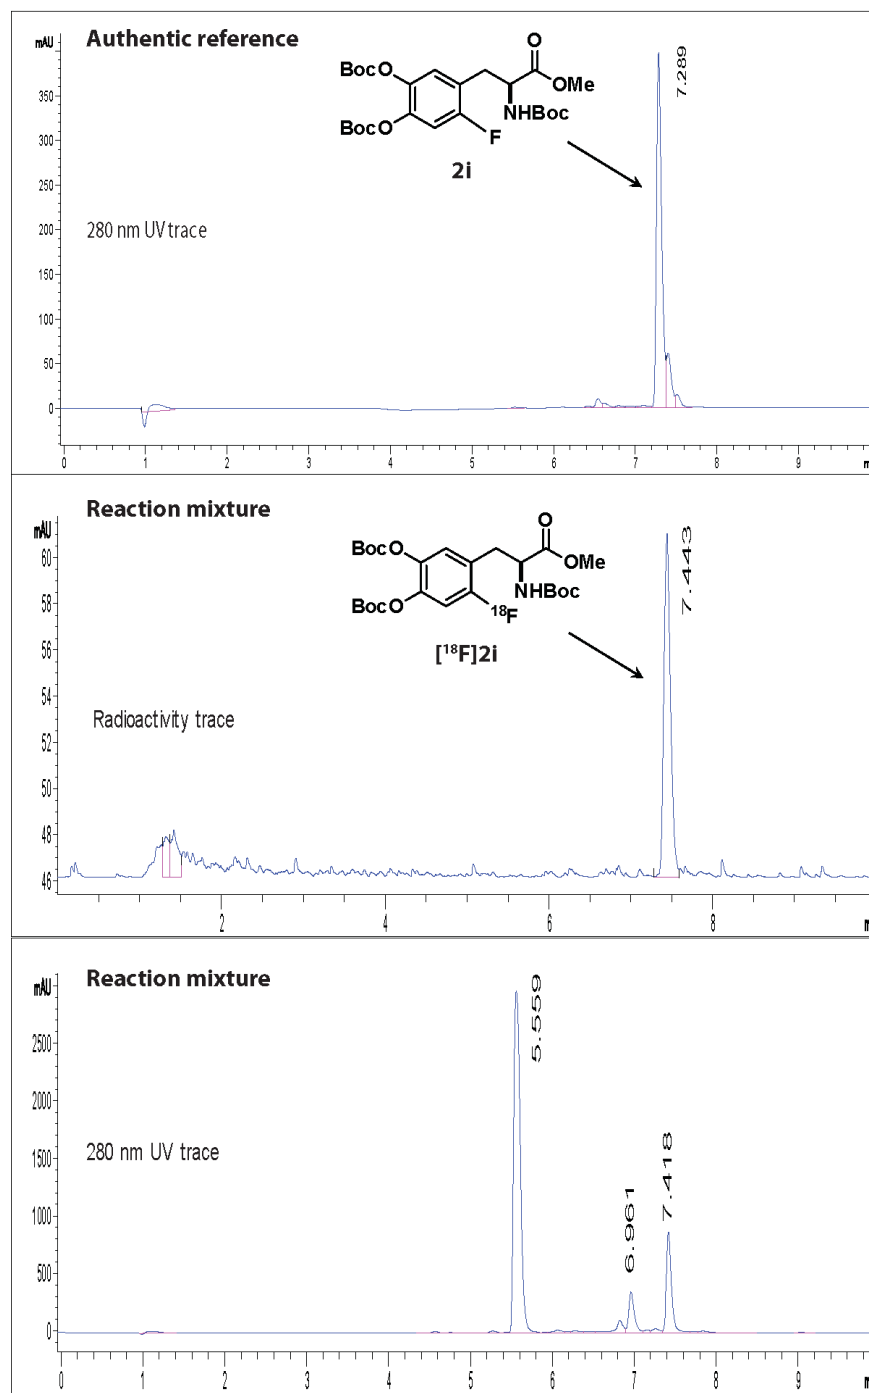 Authentic reference
mAU
350
300
250
200
150
100
50
0
7.289
O
BocO
OMe
NHBoc
BocO
F
2i
280 nm UV trace
0 1 2 3 4 5 6 7 8 9 m
Reaction mixture
mAU
60
58
56
54
52
50
48
46
7.443
O
BocO
OMe
NHBoc
BocO
18F
[18F]2i
Radioactivity trace
2 4 6 8 m
Reaction mixture
mAU
2500
2000
1500
1000
500
0
5.559
6.961
7.418
280 nm UV trace
0 1 2 3 4 5 6 7 8 9 m